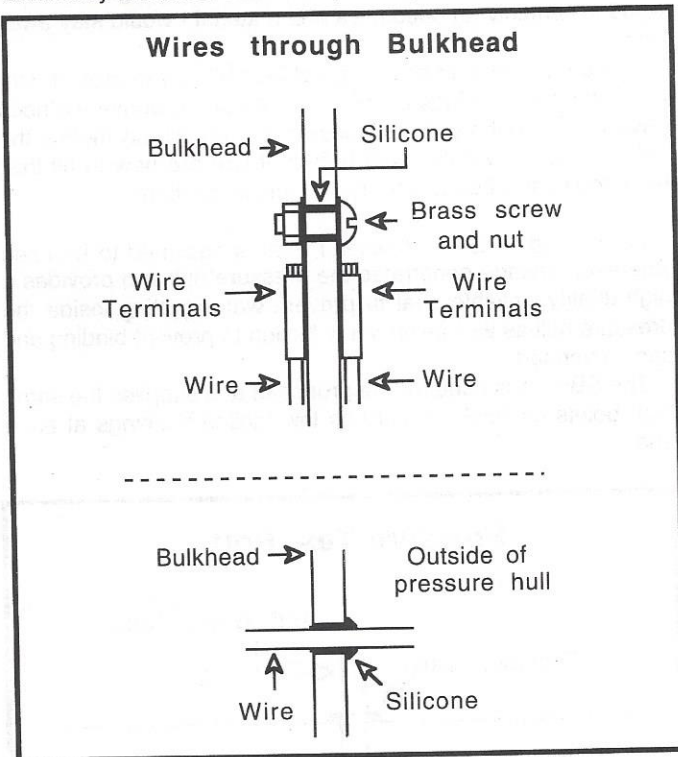 Wires through Bulkhead
Bulkhead
Silicone
Brass screw
and nut
Wire
Terminals
Wire
Terminals
Wire
Wire
Bulkhead
Outside of
pressure hull
Wire
Silicone